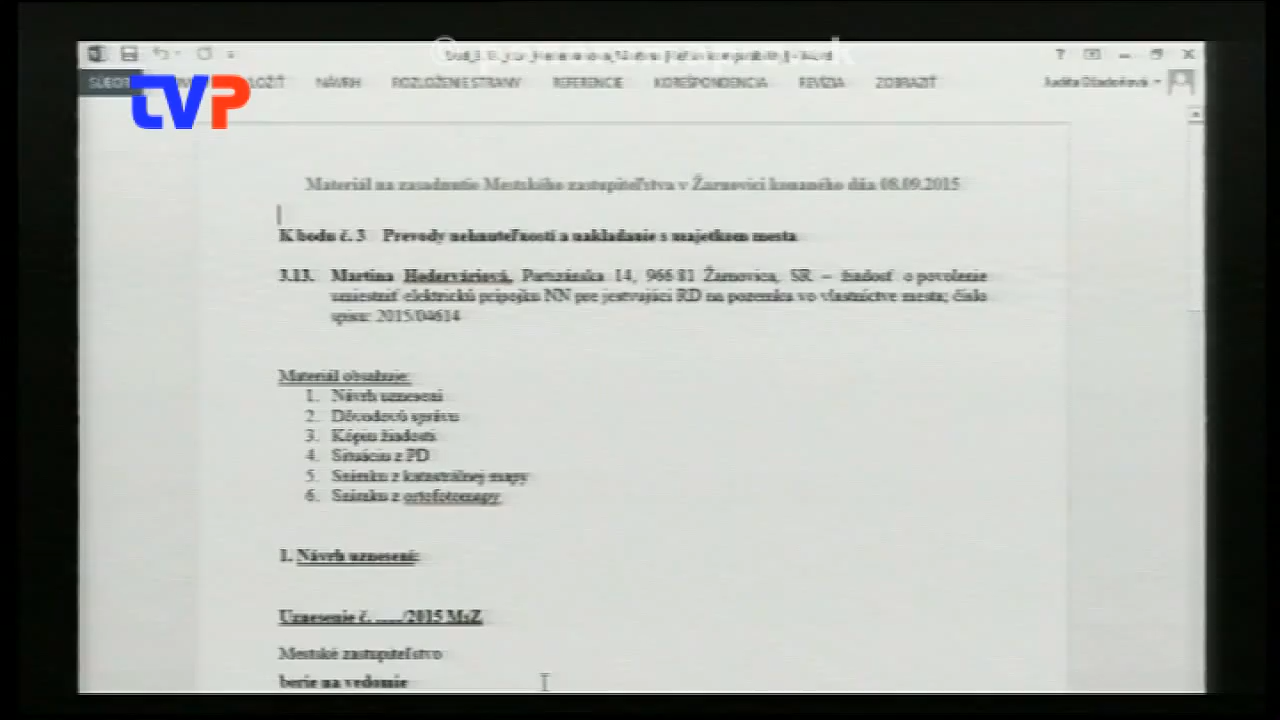 SÚBOR
NÁVRH ROZLOŽENIE STRANY REFERENCIE KOREŠPONDENCIA REVÍZIA ZOBRAZIŤ
tVP
Materiál na zasadnutie Mestského zastupiteľstva v Žarnovici konaného dňa 08.09.2015
K bodu č. 3 Prevody nehnuteľností a nakladanie s majetkom mesta
3.13. Martina Hoderváriová, Partizánska 14, 966 81 Žarnovica, SR – žiadosť o povolenie
umiestniť elektrickú prípojku NN pre jestvujúci RD na pozemku vo vlastníctve mesta; číslo
spisu: 2015/04614
Materiál obsahuje:
1. Návrh uznesení
2. Dôvodovú správu
3. Kópiu žiadosti
4. Situáciu z PD
5. Snímku z katastrálnej mapy
6. Snímku z ortofotomapy
1. Návrh uznesení:
Uznesenie č. ...../2015 MsZ
Mestské zastupiteľstvo
berie na vedomie